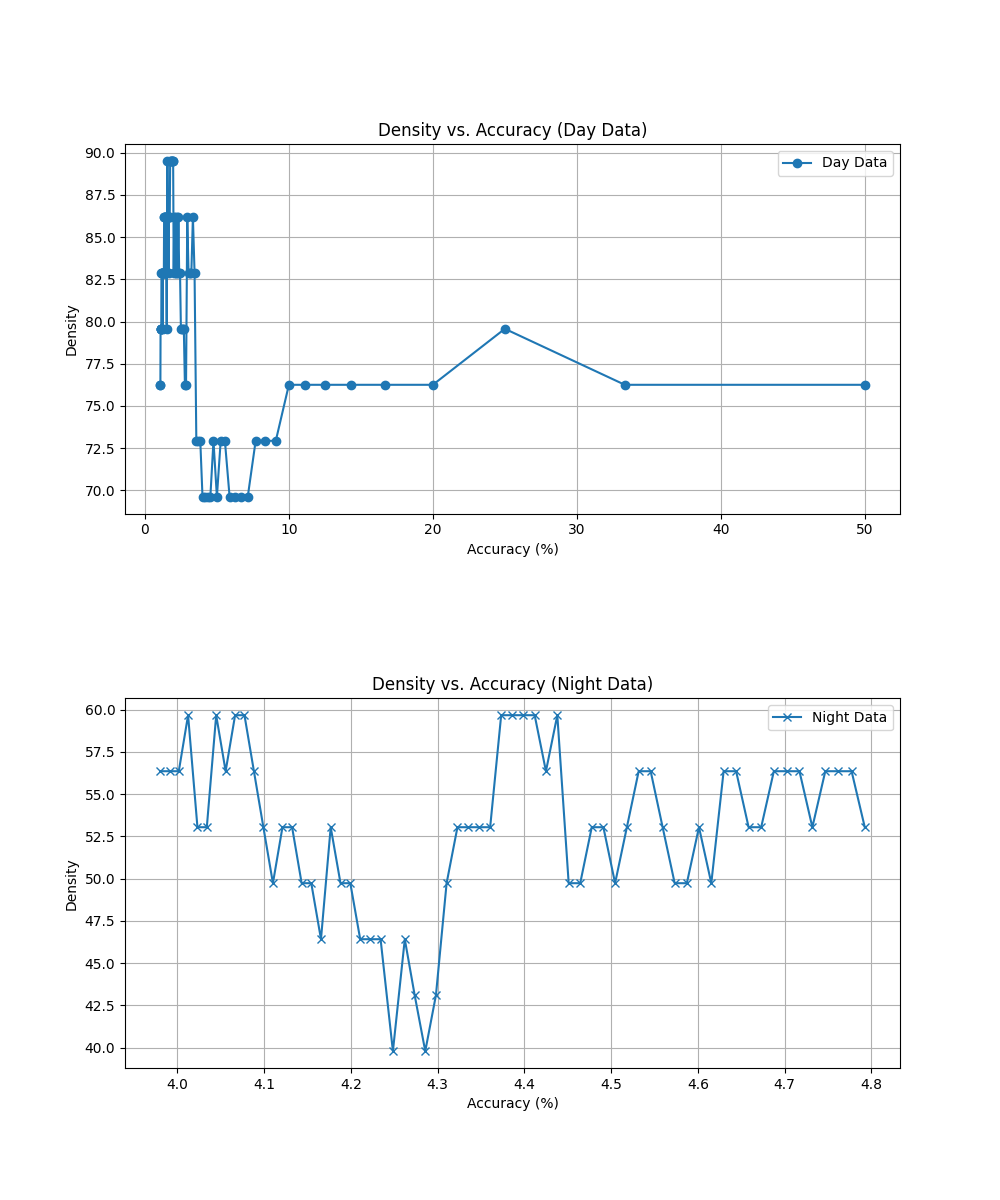 Density vs. Accuracy (Day Data)
90.0
87.5
85.0
82.5
80.0
77.5
75.0
72.5
70.0
Density
Day Data
0 10 20 30 40 50
Accuracy (%)
Density vs. Accuracy (Night Data)
60.0
57.5
55.0
52.5
50.0
47.5
45.0
42.5
40.0
Density
Night Data
4.0 4.1 4.2 4.3 4.4 4.5 4.6 4.7 4.8
Accuracy (%)